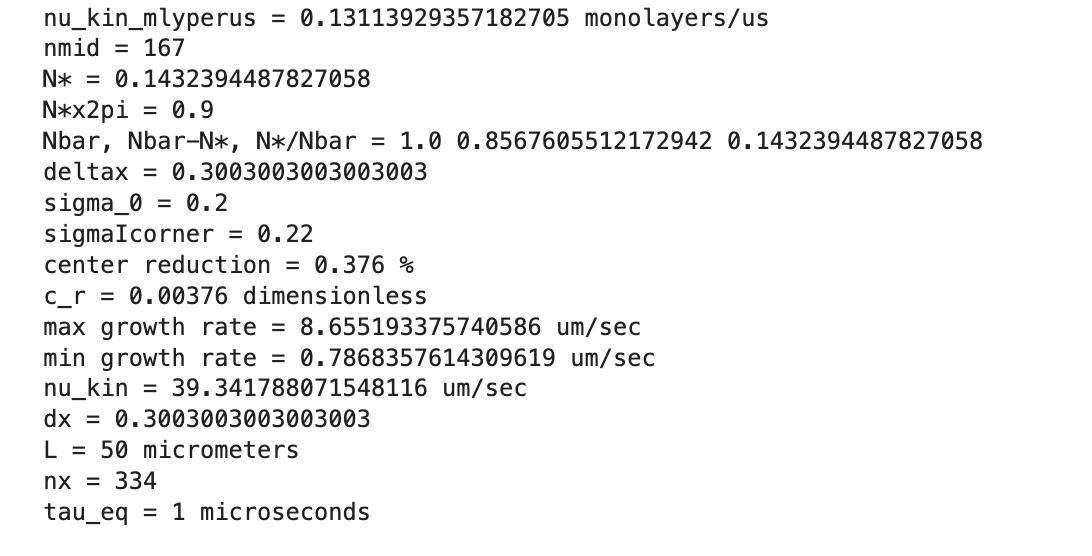 nu_kin_mlyperus = 0.13113929357182705 monolayers/us
nmid = 167
N* = 0.1432394487827058
N*x2pi = 0.9
Nbar, Nbar-N*, N*/Nbar = 1.0 0.8567605512172942 0.1432394487827058
deltax = 0.3003003003003003
sigma_0 = 0.2
sigmaIcorner = 0.22
center reduction = 0.376 %
c_r = 0.00376 dimensionless
max growth rate = 8.655193375740586 um/sec
min growth rate = 0.7868357614309619 um/sec
nu_kin = 39.341788071548116 um/sec
dx = 0.3003003003003003
L = 50 micrometers
nx = 334
tau_eq = 1 microseconds